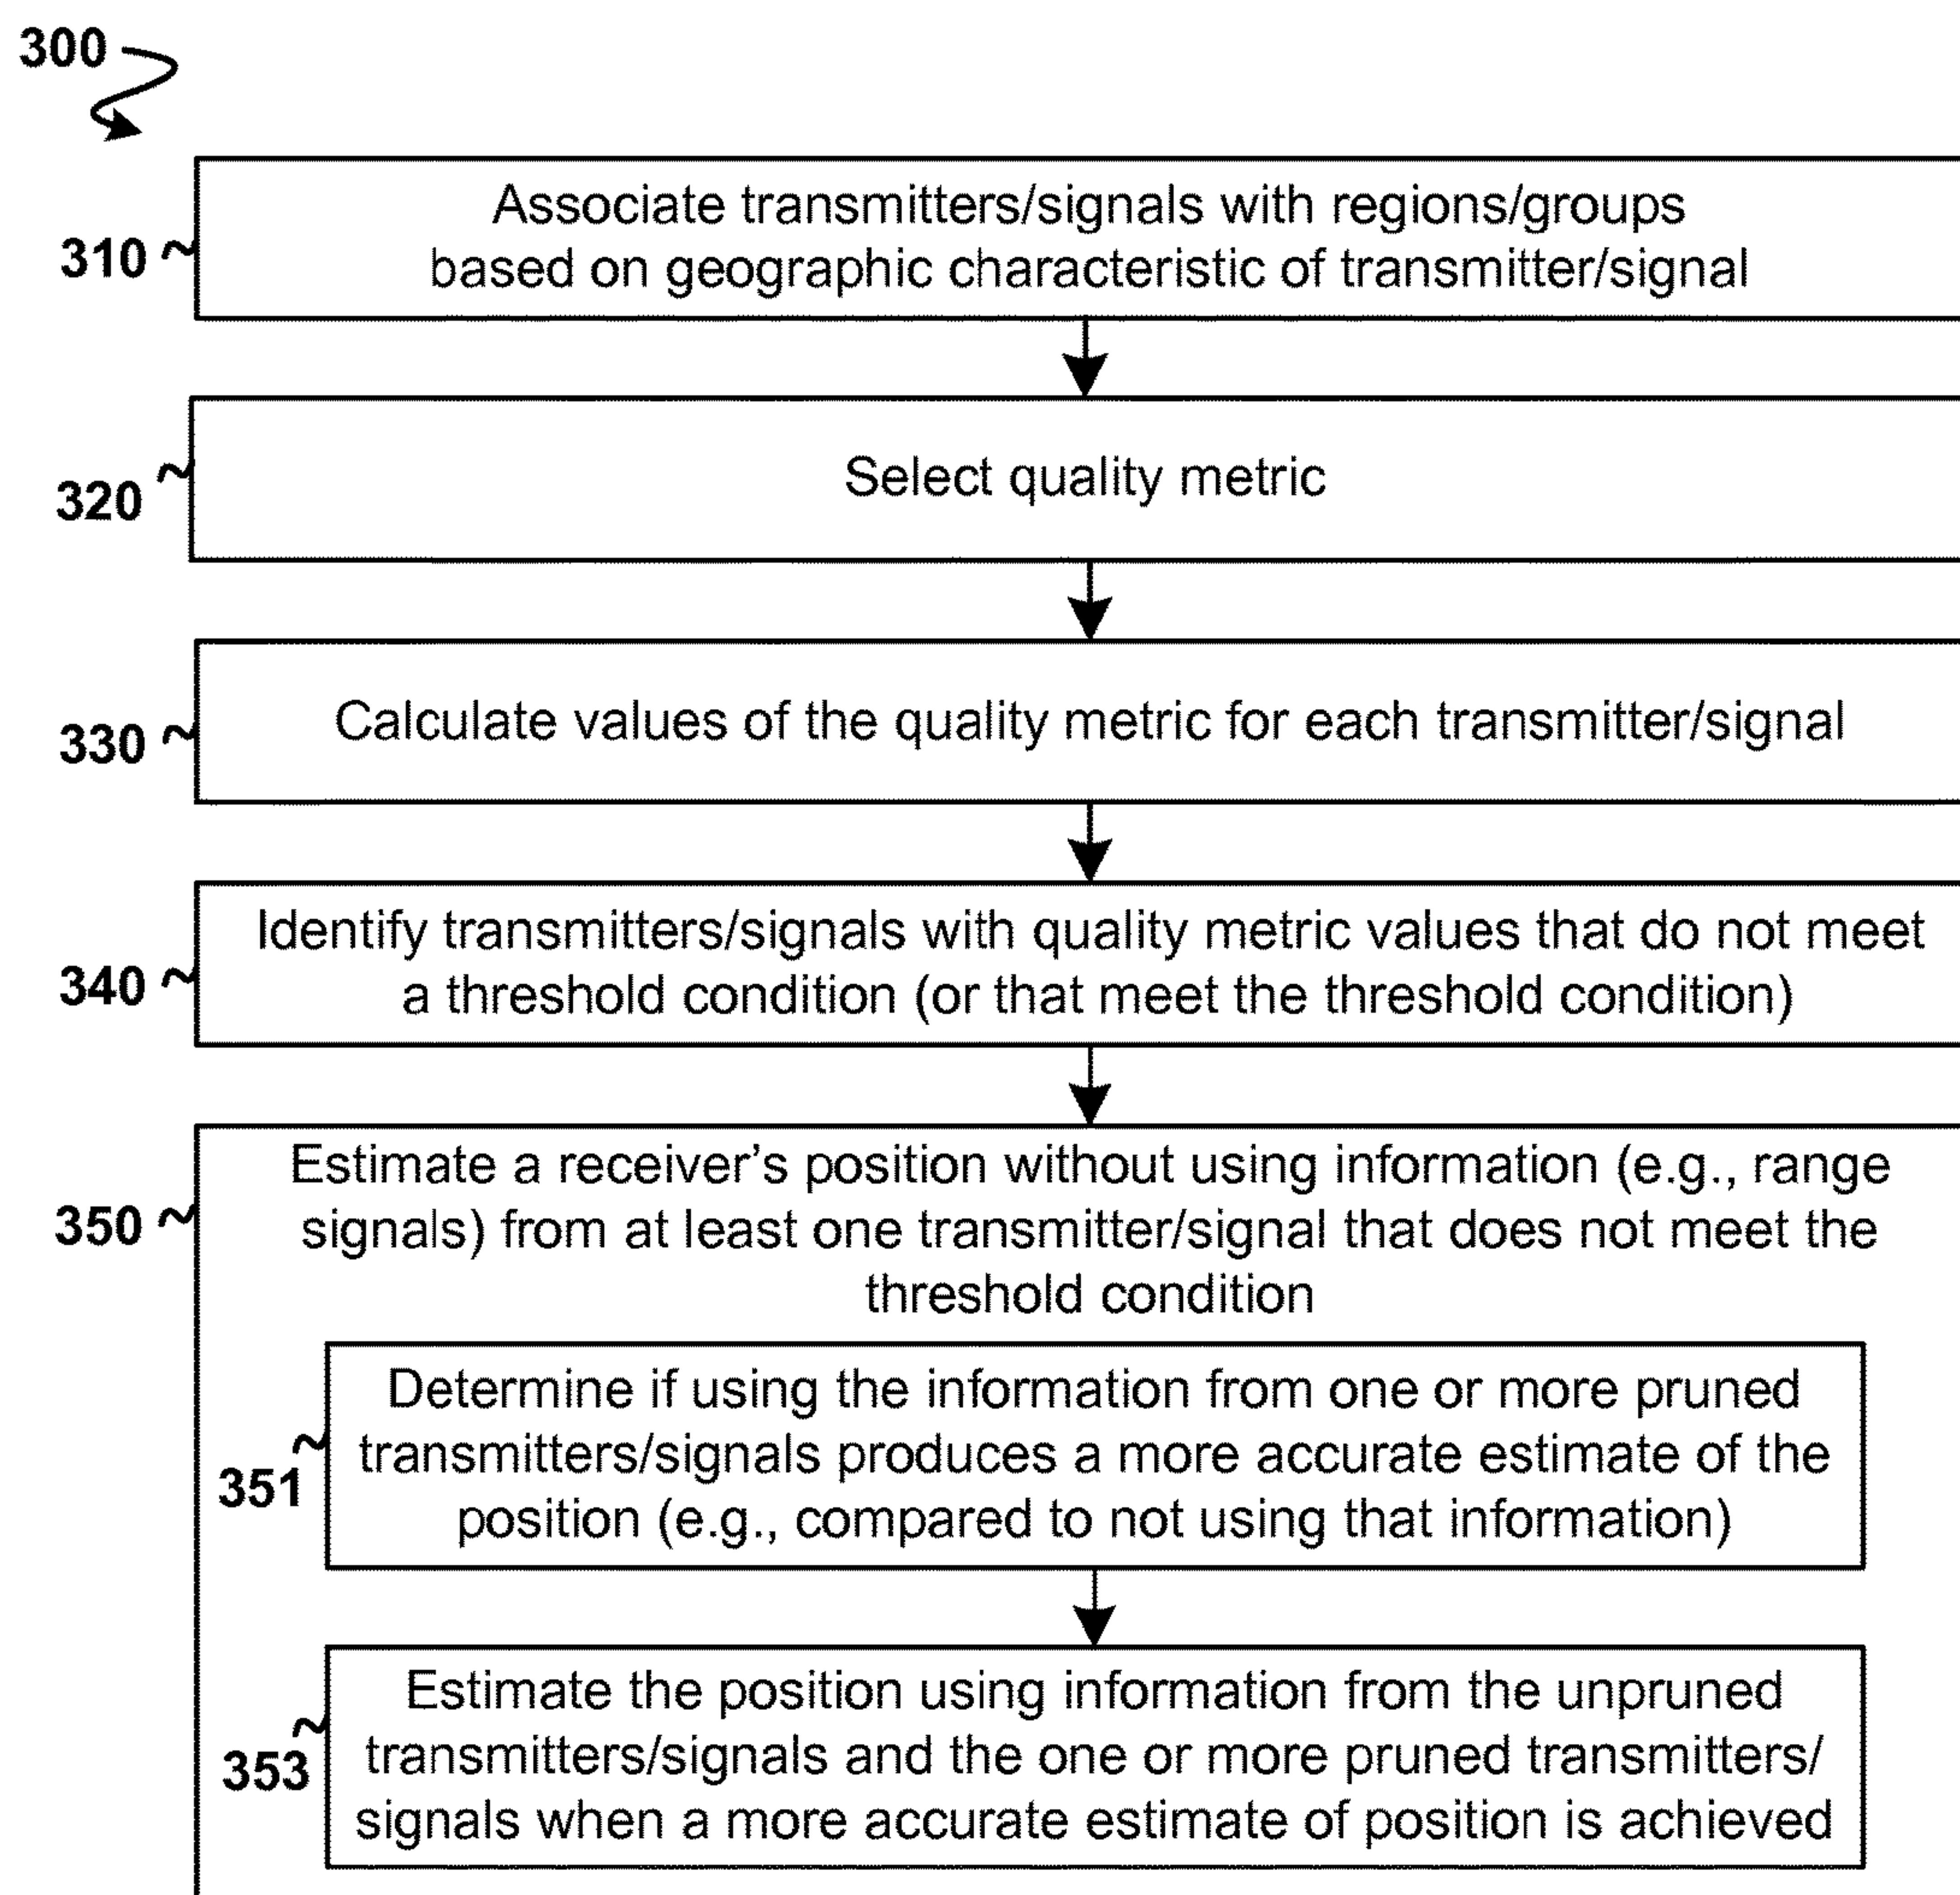 300
Associate transmitters/signals with regions/groups
based on geographic characteristic of transmitter/signal
310
Select quality metric
320
Calculate values of the quality metric for each transmitter/signal
330
Identify transmitters/signals with quality metric values that do not meet
a threshold condition (or that meet the threshold condition)
340
Estimate a receiver’s position without using information (e.g., range
signals) from at least one transmitter/signal that does not meet the
threshold condition
350
Determine if using the information from one or more pruned
transmitters/signals produces a more accurate estimate of the
position (e.g., compared to not using that information)
351
Estimate the position using information from the unpruned
transmitters/signals and the one or more pruned transmitters/
signals when a more accurate estimate of position is achieved
353